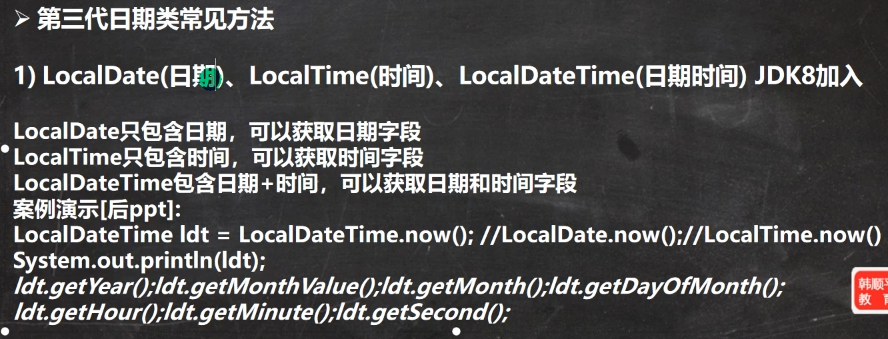 ➢ 第三代日期类常见方法
1) LocalDate(日期)、LocalTime(时间)、LocalDateTime(日期时间) JDK8加入
LocalDate只包含日期，可以获取日期字段
LocalTime只包含时间，可以获取时间字段
LocalDateTime包含日期+时间，可以获取日期和时间字段
案例演示[后ppt]:
LocalDateTime ldt = LocalDateTime.now(); //LocalDate.now();//LocalTime.now()
System.out.println(ldt);
ldt.getYear();ldt.getMonthValue();ldt.getMonth();ldt.getDayOfMonth();
ldt.getHour();ldt.getMinute();ldt.getSecond();
韩顺平
教 育